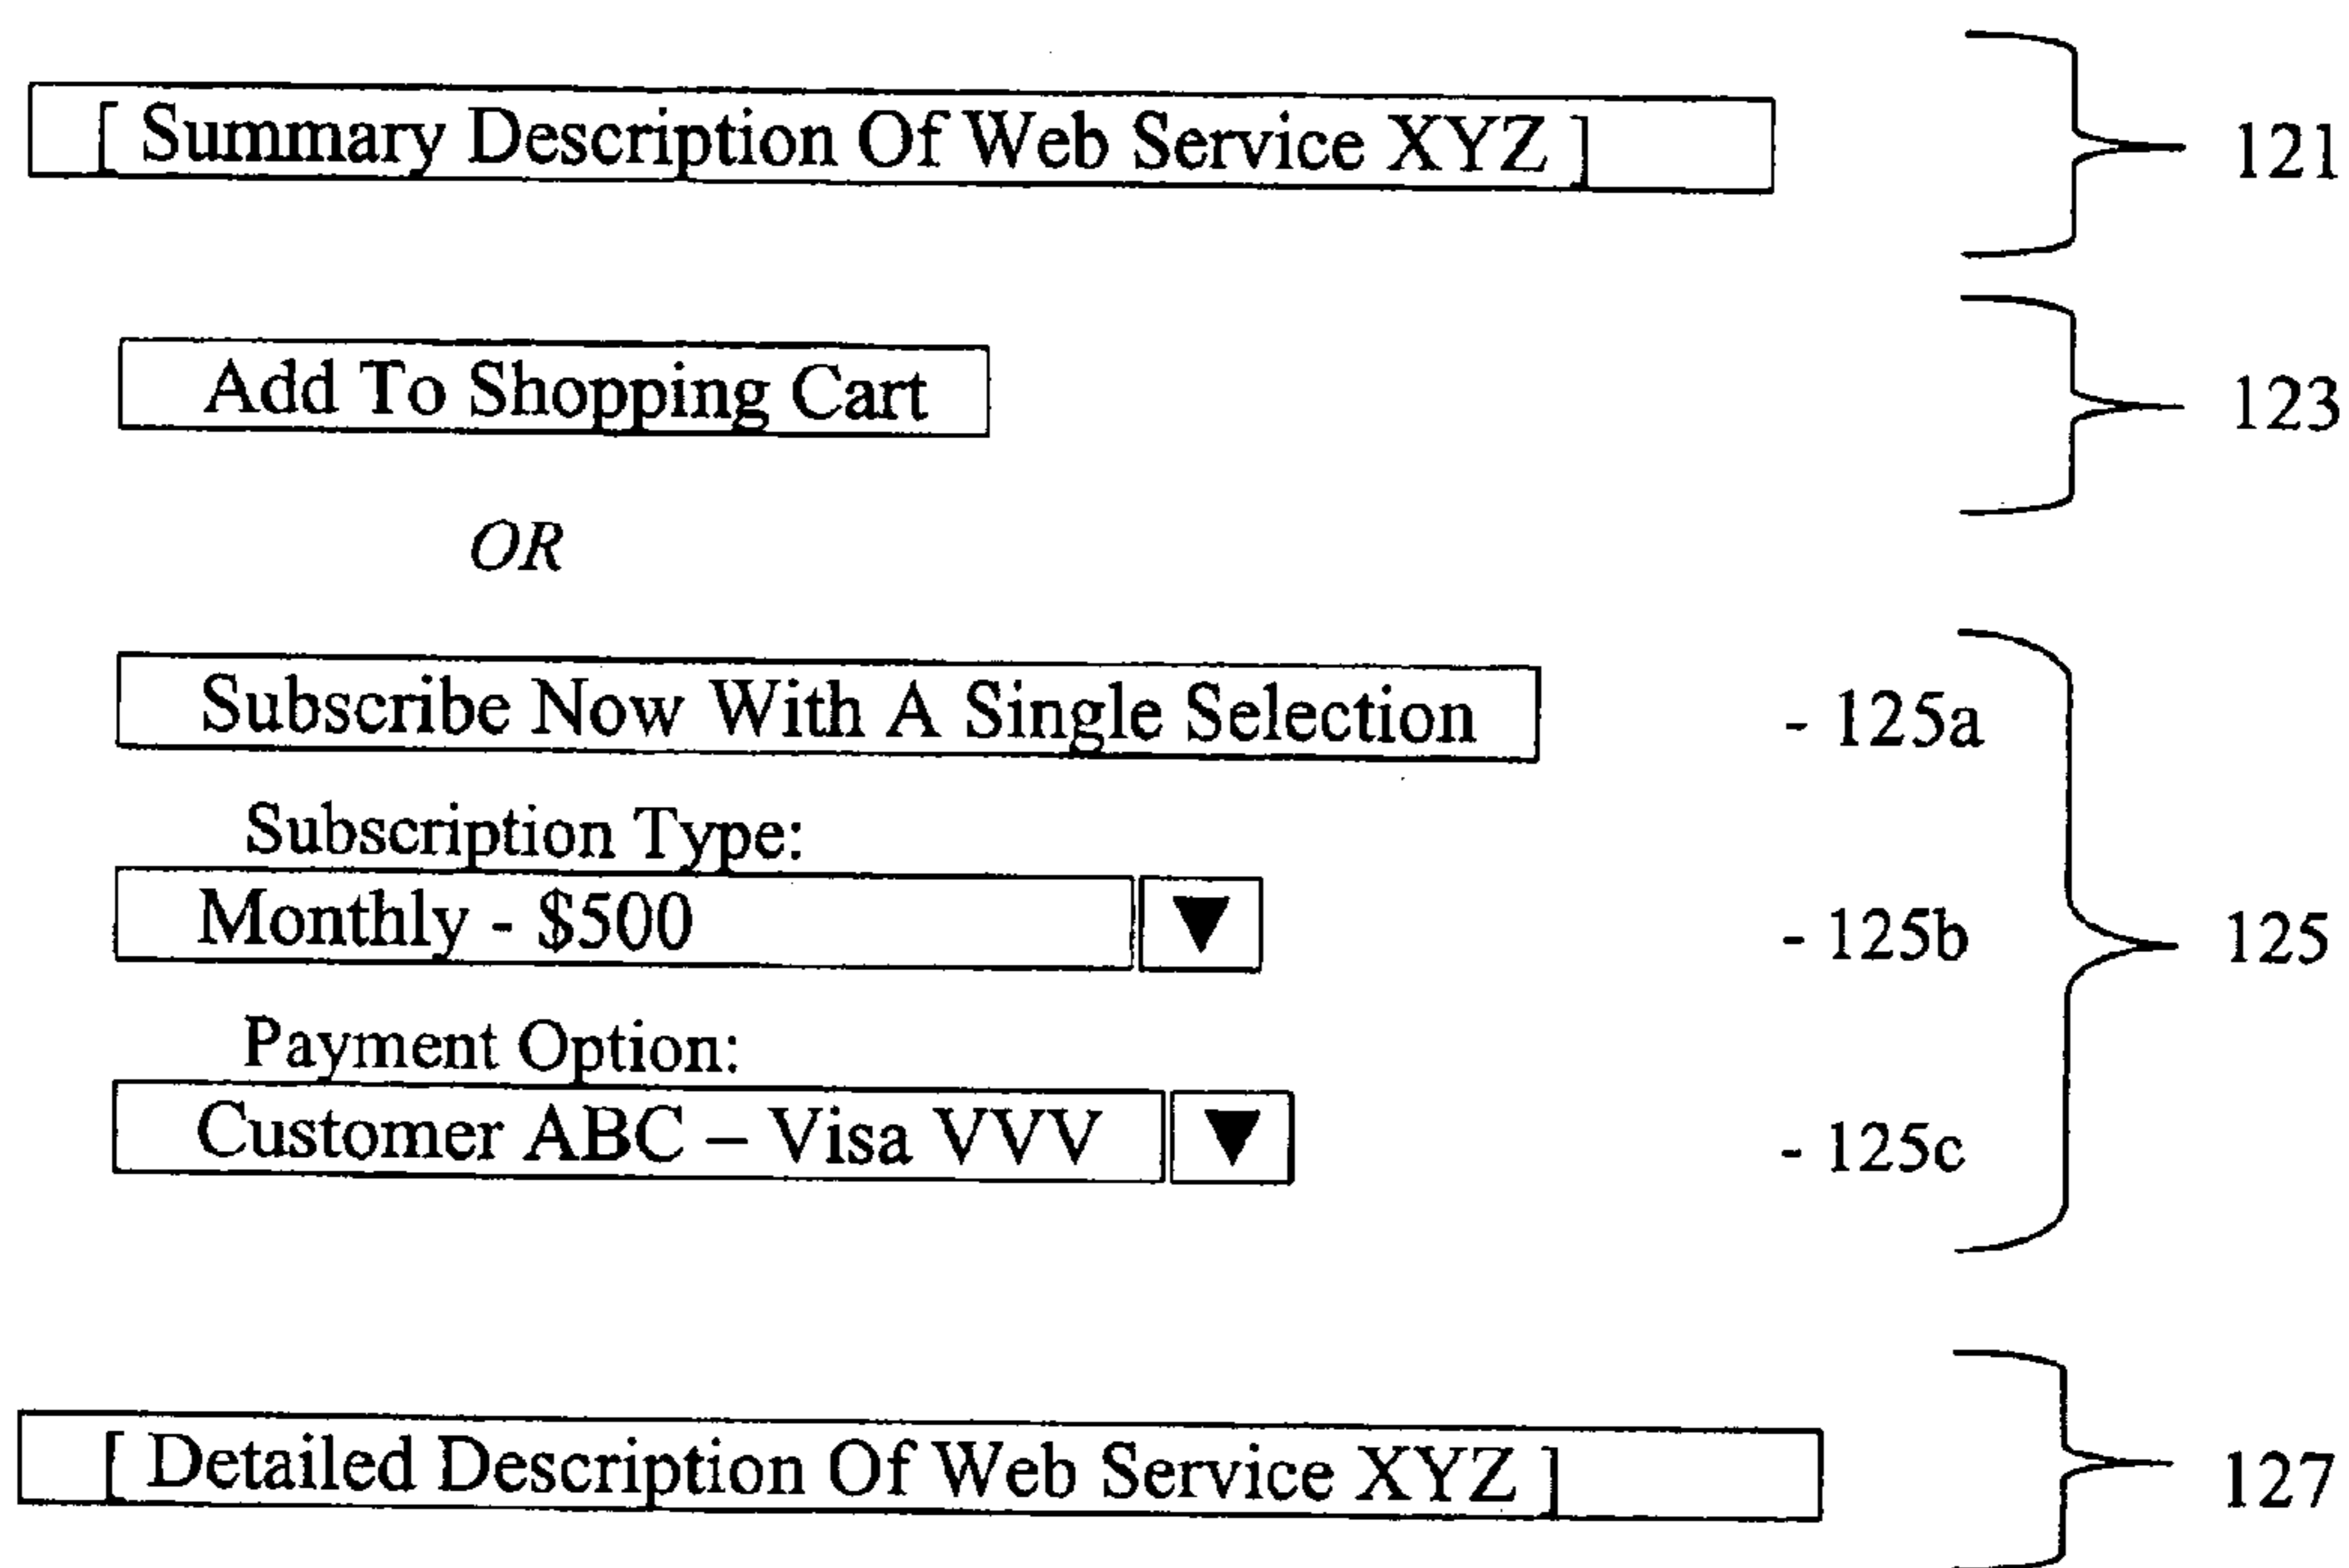 [ Summary Description Of Web Service XYZ ] 121
Add To Shopping Cart 123
OR
Subscribe Now With A Single Selection - 125a
Subscription Type:
Monthly - $500 - 125b 125
Payment Option:
Customer ABC – Visa VVV - 125c
[ Detailed Description Of Web Service XYZ ] 127